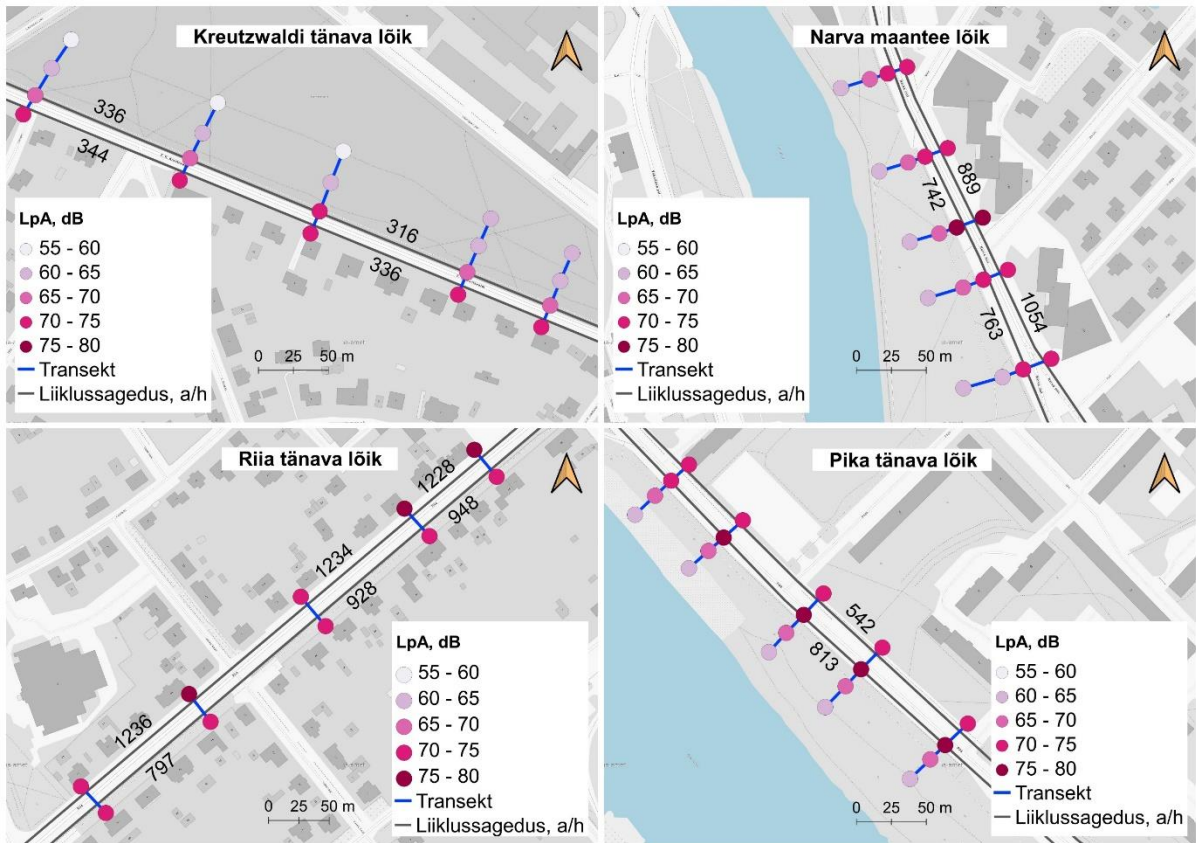 Kreutzwaldi tänava lõik
336
344
316
336
LpA, dB
55 - 60
60 - 65
65 - 70
70 - 75
75 - 80
Transekt
Liiklussagedus, a/h
0 25 50 m
Narva maantee lõik
889
742
1054
763
LpA, dB
55 - 60
60 - 65
65 - 70
70 - 75
75 - 80
Transekt
Liiklussagedus, a/h
0 25 50 m
Riia tänava lõik
1228
948
1234
928
1236
797
LpA, dB
55 - 60
60 - 65
65 - 70
70 - 75
75 - 80
Transekt
Liiklussagedus, a/h
0 25 50 m
Pika tänava lõik
542
813
LpA, dB
55 - 60
60 - 65
65 - 70
70 - 75
75 - 80
Transekt
Liiklussagedus, a/h
0 25 50 m